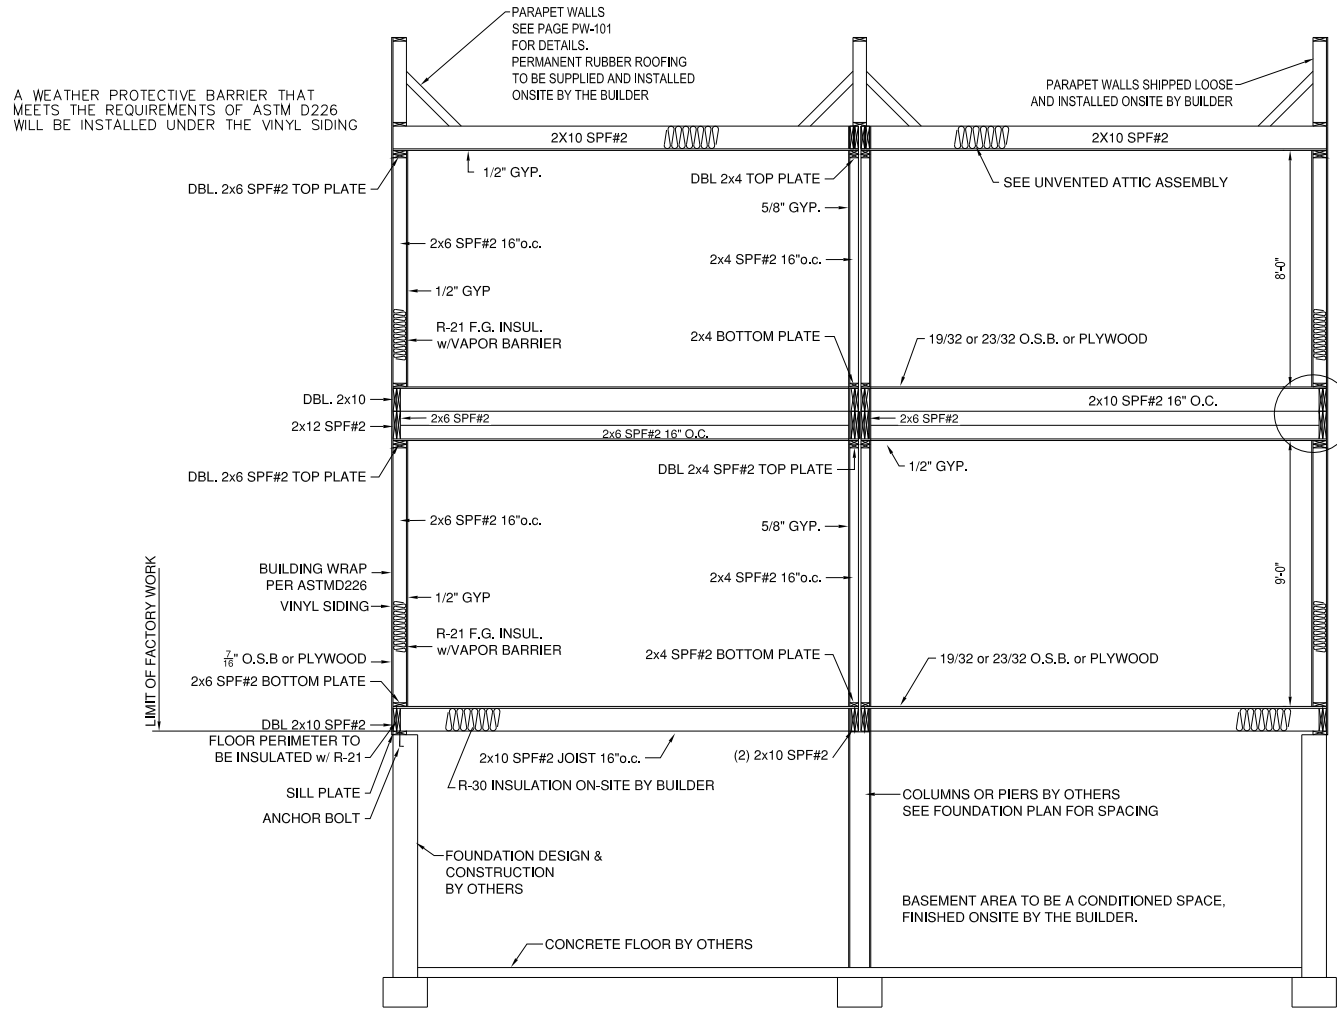 PARAPET WALLS
SEE PAGE PW-101
FOR DETAILS.
PERMANENT RUBBER ROOFING
TO BE SUPPLIED AND INSTALLED
ONSITE BY THE BUILDER
A WEATHER PROTECTIVE BARRIER THAT
MEETS THE REQUIREMENTS OF ASTM D226
WILL BE INSTALLED UNDER THE VINYL SIDING
PARAPET WALLS SHIPPED LOOSE
AND INSTALLED ONSITE BY BUILDER
2X10 SPF#2
2X10 SPF#2
DBL. 2x6 SPF#2 TOP PLATE
1/2" GYP.
DBL 2x4 TOP PLATE
SEE UNVENTED ATTIC ASSEMBLY
5/8" GYP.
2x6 SPF#2 16"o.c.
2x4 SPF#2 16"o.c.
8'-0"
1/2" GYP
R-21 F.G. INSUL.
w/VAPOR BARRIER
2x4 BOTTOM PLATE
19/32 or 23/32 O.S.B. or PLYWOOD
DBL. 2x10
2x10 SPF#2 16" O.C.
2x12 SPF#2
2x6 SPF#2
2x6 SPF#2 16" O.C.
2x6 SPF#2
DBL. 2x6 SPF#2 TOP PLATE
DBL 2x4 SPF#2 TOP PLATE
1/2" GYP.
2x6 SPF#2 16"o.c.
5/8" GYP.
LIMIT OF FACTORY WORK
BUILDING WRAP
PER ASTMD226
2x4 SPF#2 16"o.c
9'-0"
VINYL SIDING
1/2" GYP
R-21 F.G. INSUL.
w/VAPOR BARRIER
7/16" O.S.B or PLYWOOD
2x4 SPF#2 BOTTOM PLATE
19/32 or 23/32 O.S.B. or PLYWOOD
2x6 SPF#2 BOTTOM PLATE
DBL 2x10 SPF#2
FLOOR PERIMETER TO
BE INSULATED w/ R-21
2x10 SPF#2 JOIST 16"o.c.
(2) 2x10 SPF#2
R-30 INSULATION ON-SITE BY BUILDER
SILL PLATE
COLUMNS OR PIERS BY OTHERS
SEE FOUNDATION PLAN FOR SPACING
ANCHOR BOLT
FOUNDATION DESIGN &
CONSTRUCTION
BY OTHERS
BASEMENT AREA TO BE A CONDITIONED SPACE,
FINISHED ONSITE BY THE BUILDER.
CONCRETE FLOOR BY OTHERS